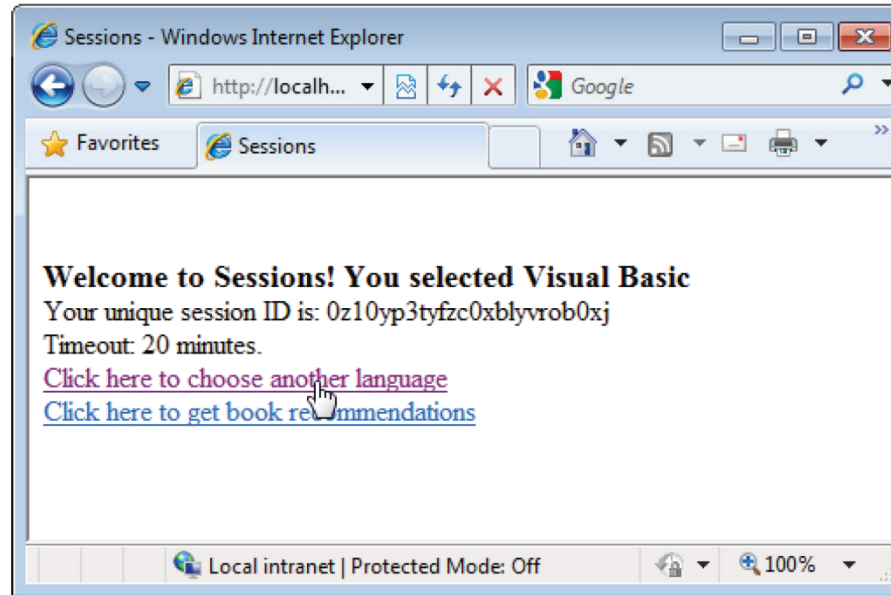 Sessions - Windows Internet Explorer
http://localh...
Google
Favorites
Sessions
Welcome to Sessions! You selected Visual Basic
Your unique session ID is: 0z10yp3tyfzc0xblyvrob0xj
Timeout: 20 minutes.
Click here to choose another language
Click here to get book recommendations
Local intranet | Protected Mode: Off
100%